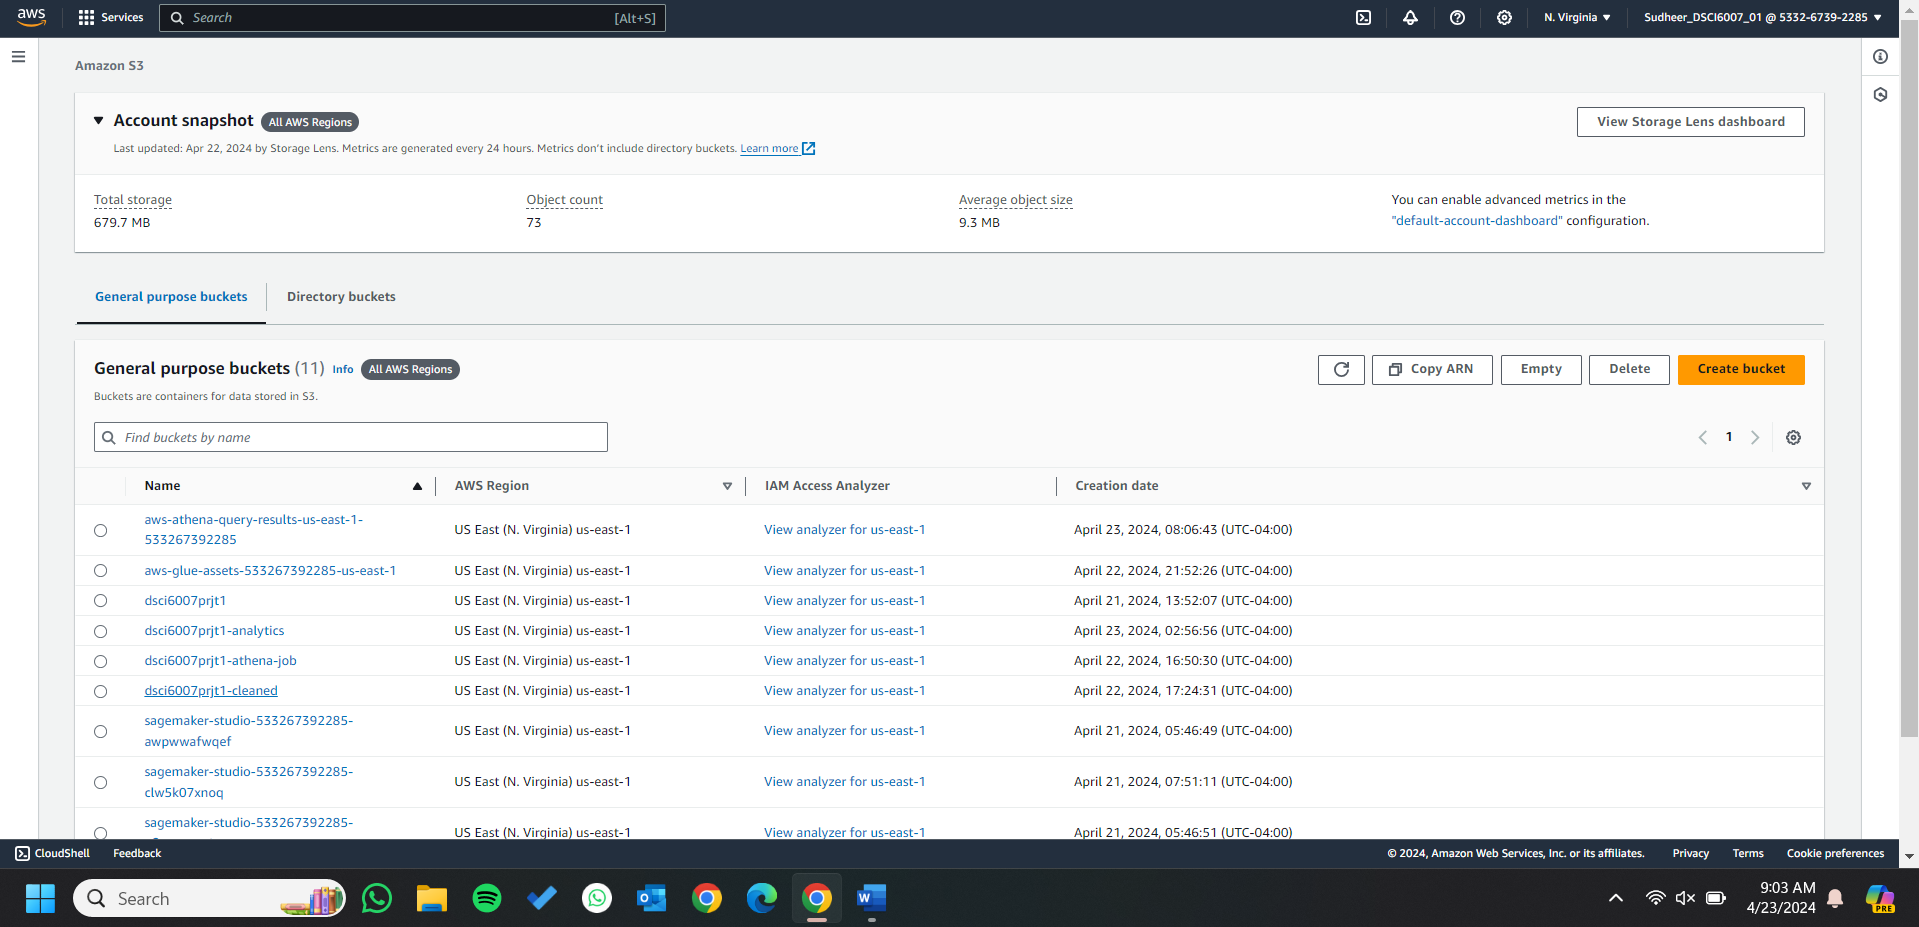 aws
Services
Search
[Alt+S]
N. Virginia
Sudheer_DSCI6007_01 @ 5332-6739-2285
Amazon S3
Account snapshot
All AWS Regions
View Storage Lens dashboard
Last updated: Apr 22, 2024 by Storage Lens. Metrics are generated every 24 hours. Metrics don't include directory buckets. Learn more
Total storage
679.7 MB
Object count
73
Average object size
9.3 MB
You can enable advanced metrics in the
"default-account-dashboard" configuration.
General purpose buckets
Directory buckets
General purpose buckets (11) Info
All AWS Regions
Copy ARN
Empty
Delete
Create bucket
Buckets are containers for data stored in S3.
Find buckets by name
1
Name
AWS Region
IAM Access Analyzer
Creation date
aws-athena-query-results-us-east-1-
533267392285
US East (N. Virginia) us-east-1
View analyzer for us-east-1
April 23, 2024, 08:06:43 (UTC-04:00)
aws-glue-assets-533267392285-us-east-1
US East (N. Virginia) us-east-1
View analyzer for us-east-1
April 22, 2024, 21:52:26 (UTC-04:00)
dsci6007prjt1
US East (N. Virginia) us-east-1
View analyzer for us-east-1
April 21, 2024, 13:52:07 (UTC-04:00)
dsci6007prjt1-analytics
US East (N. Virginia) us-east-1
View analyzer for us-east-1
April 23, 2024, 02:56:56 (UTC-04:00)
dsci6007prjt1-athena-job
US East (N. Virginia) us-east-1
View analyzer for us-east-1
April 22, 2024, 16:50:30 (UTC-04:00)
dsci6007prjt1-cleaned
US East (N. Virginia) us-east-1
View analyzer for us-east-1
April 22, 2024, 17:24:31 (UTC-04:00)
sagemaker-studio-533267392285-
awpwwafwqef
US East (N. Virginia) us-east-1
View analyzer for us-east-1
April 21, 2024, 05:46:49 (UTC-04:00)
sagemaker-studio-533267392285-
clw5k07xnoq
US East (N. Virginia) us-east-1
View analyzer for us-east-1
April 21, 2024, 07:51:11 (UTC-04:00)
sagemaker-studio-533267392285-
US East (N. Virginia) us-east-1
View analyzer for us-east-1
April 21, 2024, 05:46:51 (UTC-04:00)
CloudShell
Feedback
© 2024, Amazon Web Services, Inc. or its affiliates.
Privacy
Terms
Cookie preferences
Search
9:03 AM
4/23/2024
PRE